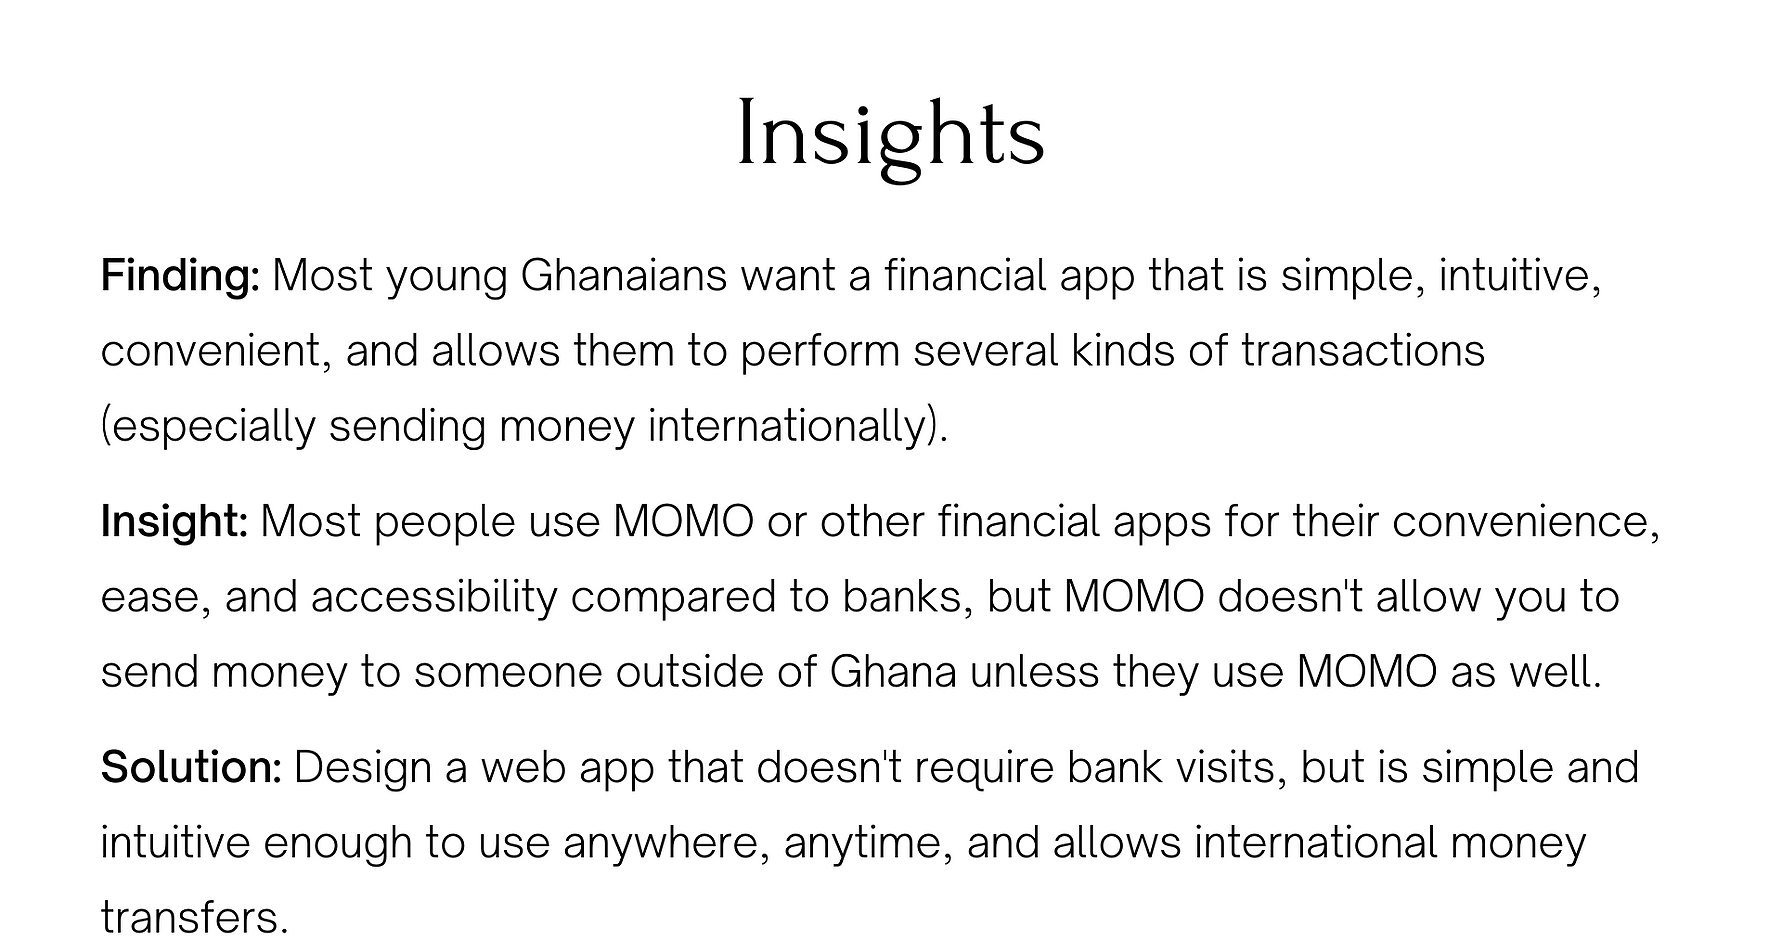 Insights
Finding: Most young Ghanaians want a financial app that is simple, intuitive,
convenient, and allows them to perform several kinds of transactions
(especially sending money internationally).
Insight: Most people use MOMO or other financial apps for their convenience,
ease, and accessibility compared to banks, but MOMO doesn't allow you to
send money to someone outside of Ghana unless they use MOMO as well.
Solution: Design a web app that doesn't require bank visits, but is simple and
intuitive enough to use anywhere, anytime, and allows international money
transfers.